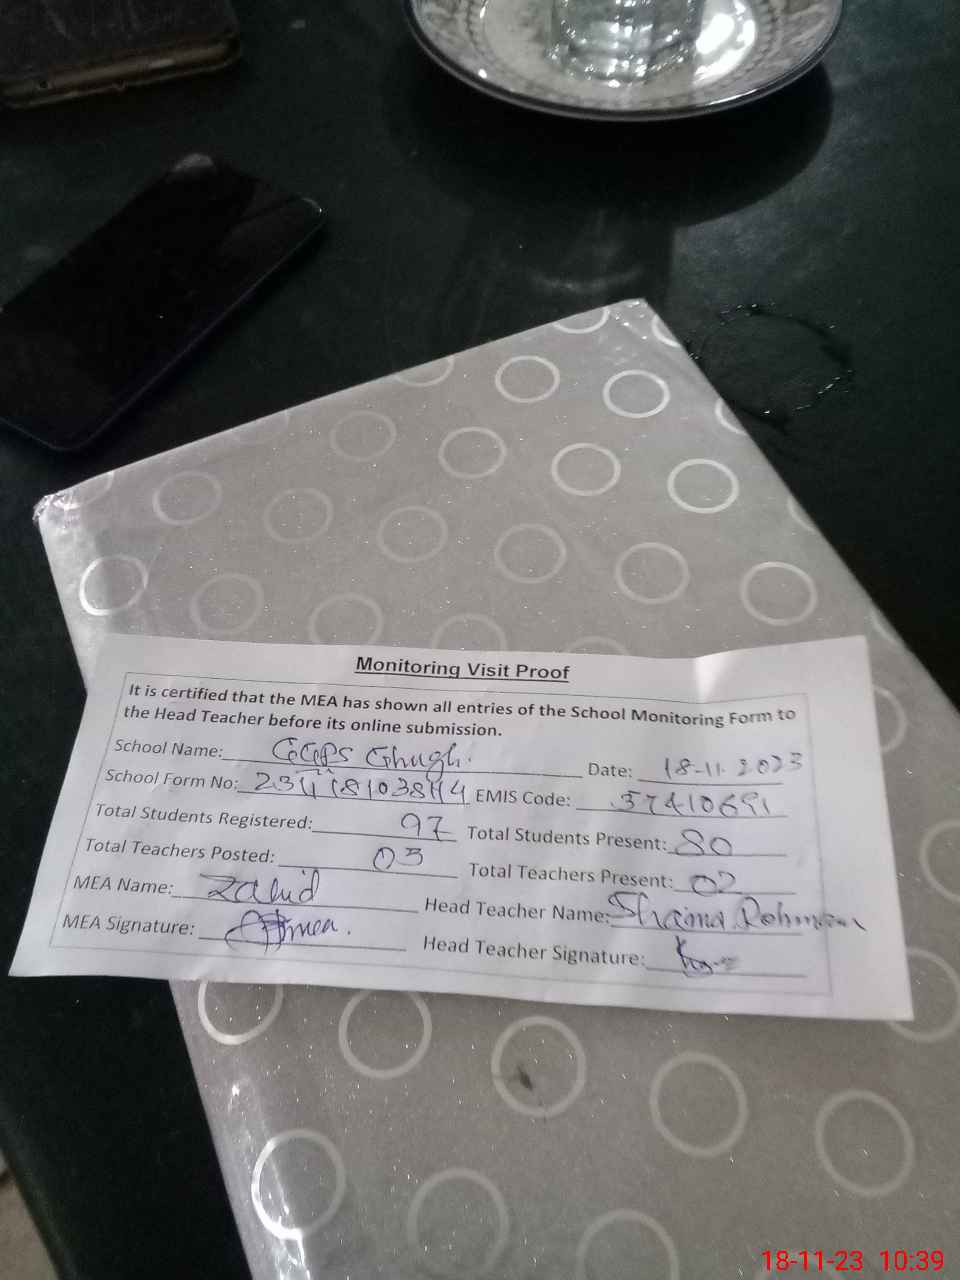 Monitoring Visit Proof
It is certified that the MEA has shown all entries of the School Monitoring Form to
the Head Teacher before its online submission.
School Name: GGPS Ghugh. Date: 18-11-2023
School Form No: EMIS Code: 37410691
Total Students Registered: 97 Total Students Present: 80
Total Teachers Posted: 03 Total Teachers Present: 02
MEA Name: Zahid Head Teacher Name: Shaima Rehman
MEA Signature: Head Teacher Signature:
18-11-23 10:39